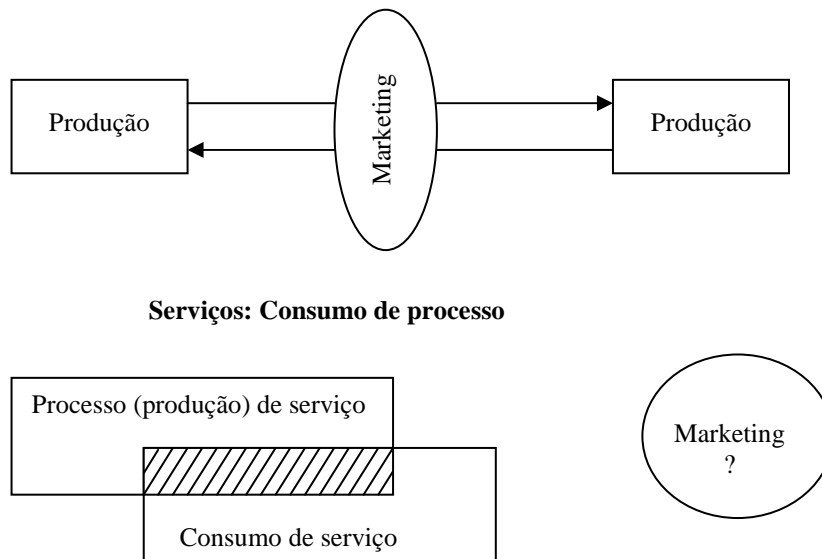 Produção
Marketing
Produção
Serviços: Consumo de processo
Processo (produção) de serviço
Marketing
?
Consumo de serviço